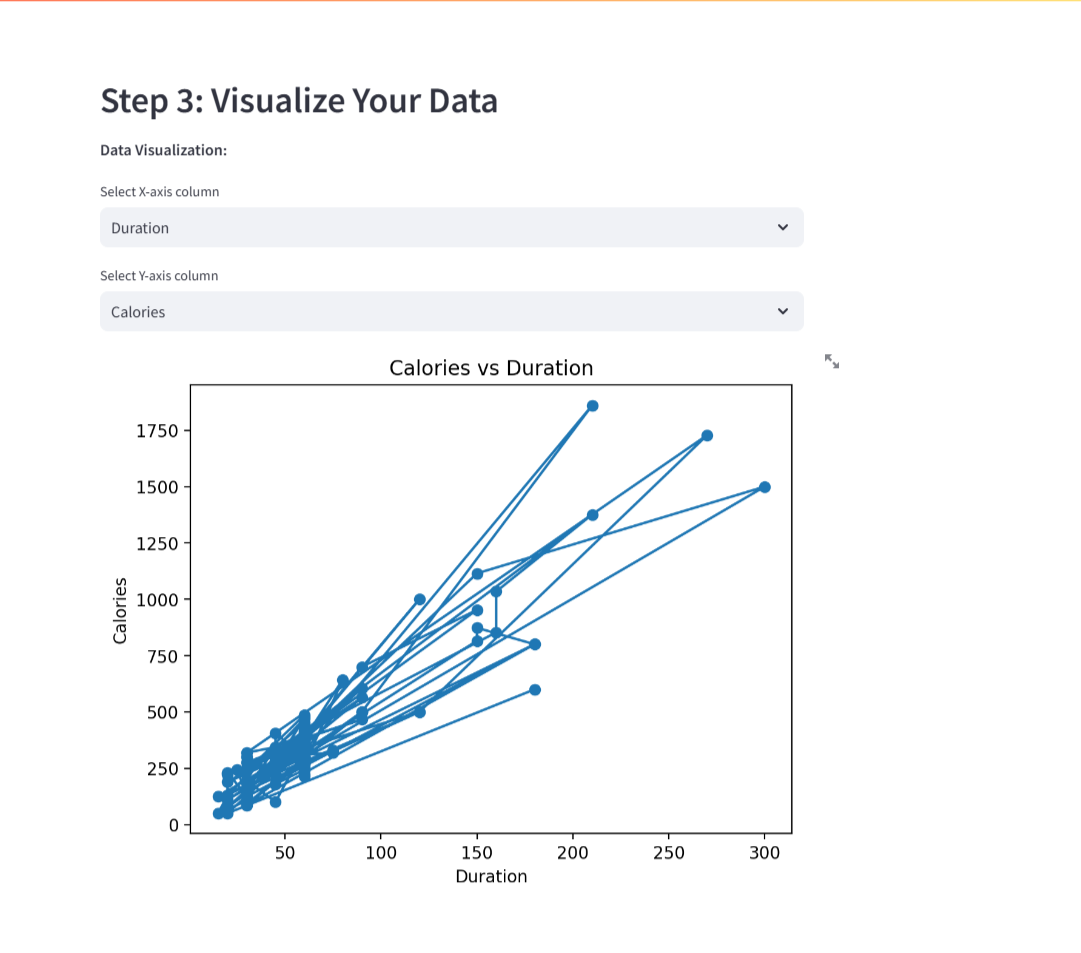 Step 3: Visualize Your Data
Data Visualization:
Select X-axis column
Duration
Select Y-axis column
Calories
Calories vs Duration
1750
1500
1250
1000
750
500
250
0
Calories
50 100 150 200 250 300
Duration